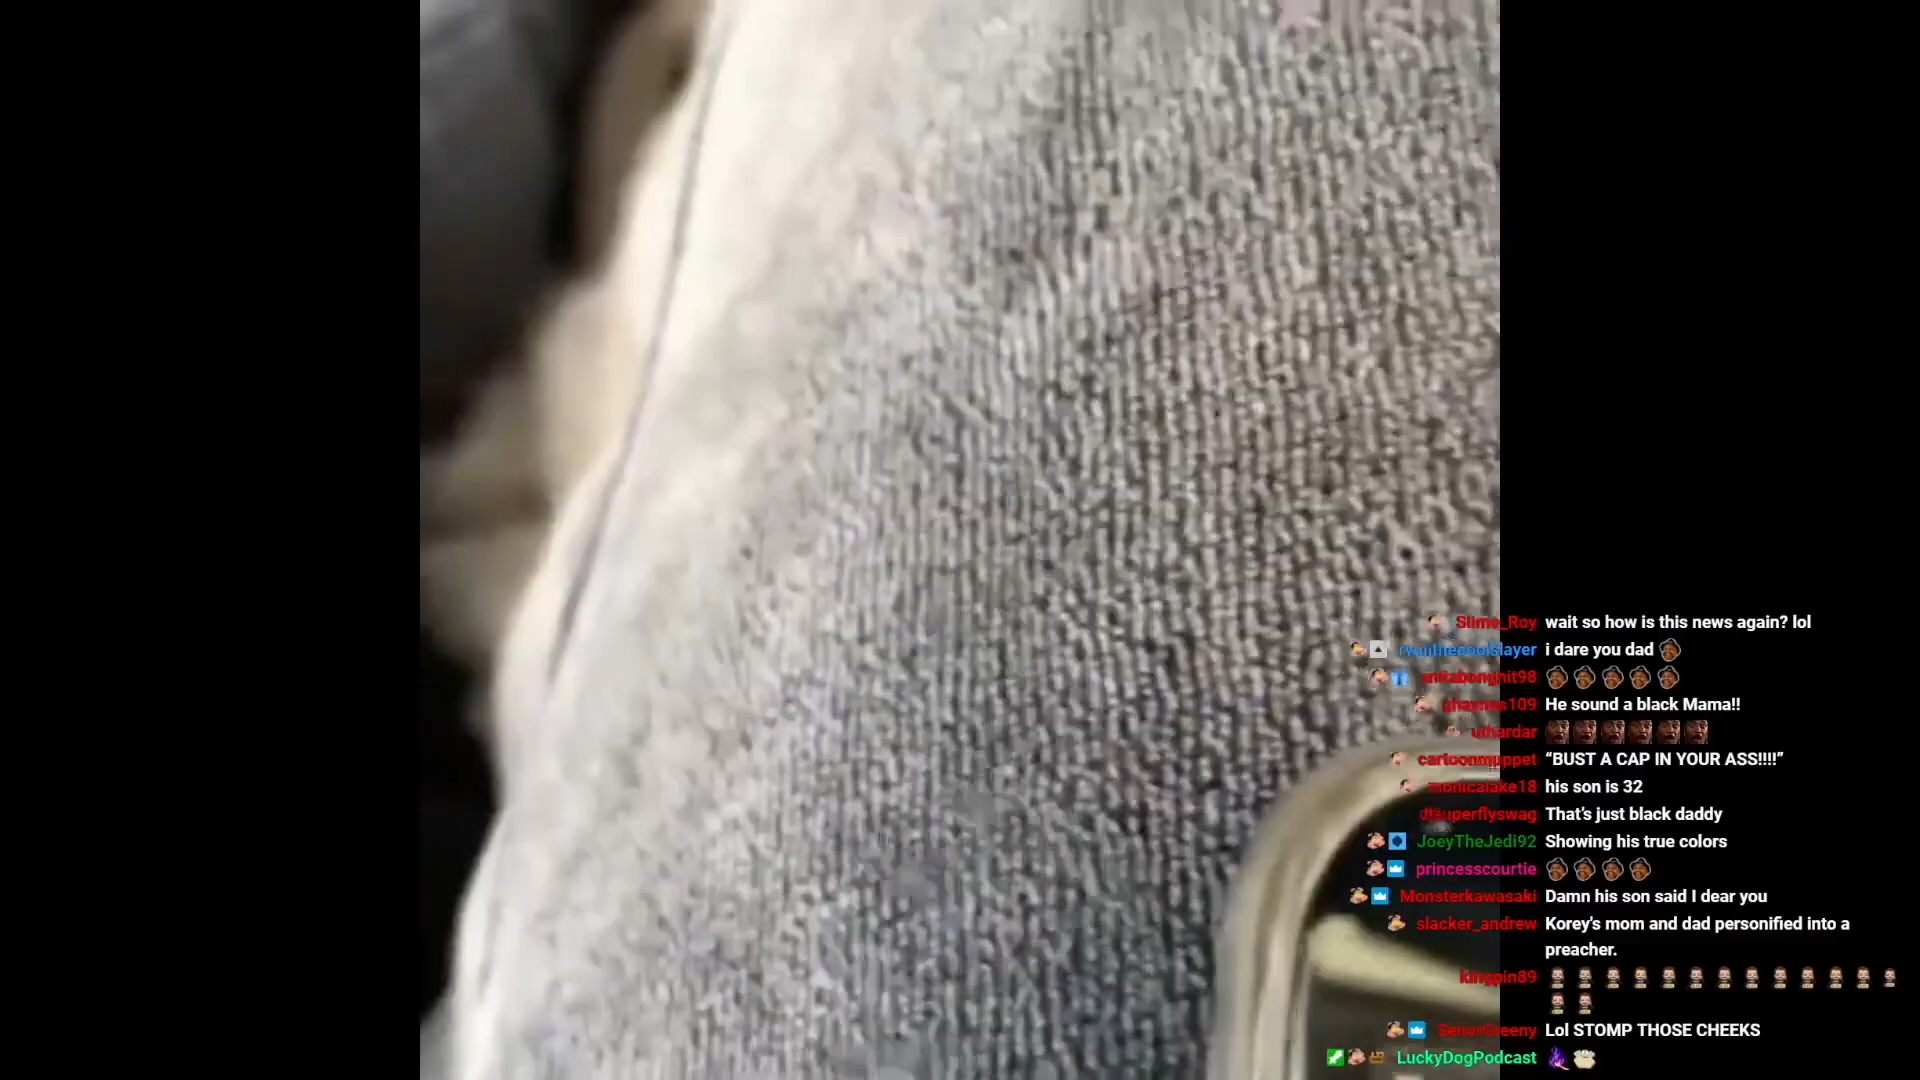 Slime_Roy wait so how is this news again? lol
i dare you dad
He sound a black Mama!!
uthardar
cartoonmuppet “BUST A CAP IN YOUR ASS!!!!”
monicalake18 his son is 32
That’s just black daddy
JoeyTheJedi92 Showing his true colors
princesscourtie
Monsterkawasaki Damn his son said I dear you
slacker_andrew Korey’s mom and dad personified into a
preacher.
kingpin89
SenorGreeny Lol STOMP THOSE CHEEKS
LuckyDogPodcast